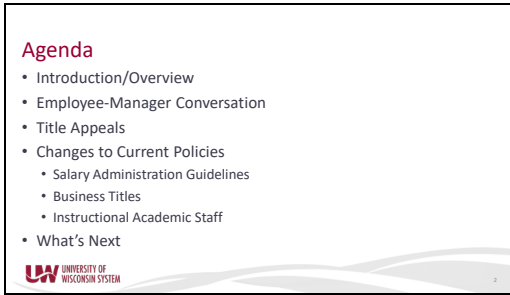 Agenda
• Introduction/Overview
• Employee-Manager Conversation
• Title Appeals
• Changes to Current Policies
• Salary Administration Guidelines
• Business Titles
• Instructional Academic Staff
• What’s Next
UW UNIVERSITY OF
WISCONSIN SYSTEM
2